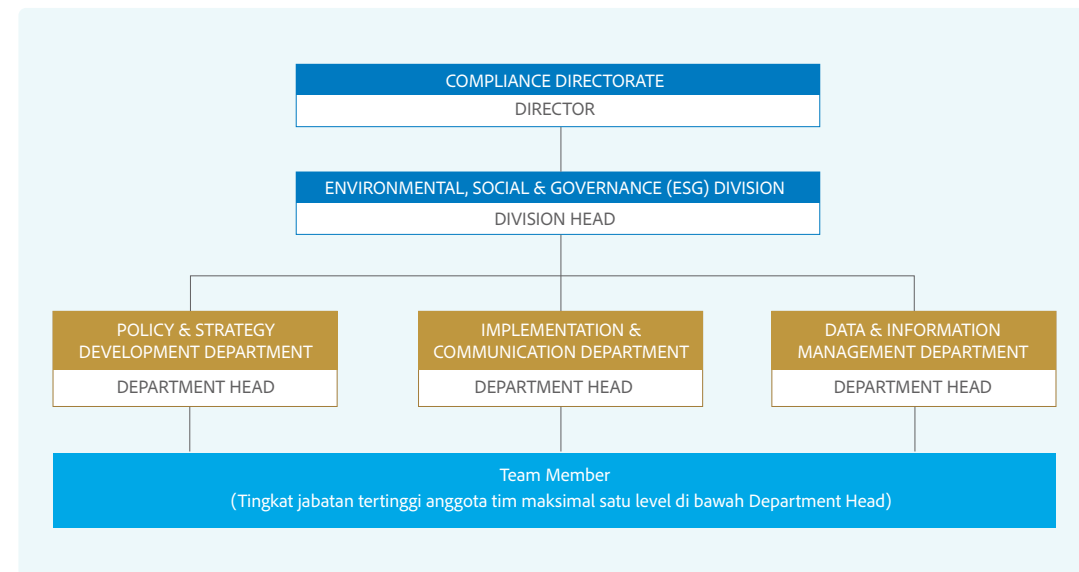 COMPLIANCE DIRECTORATE
DIRECTOR
ENVIRONMENTAL, SOCIAL & GOVERNANCE (ESG) DIVISION
DIVISION HEAD
POLICY & STRATEGY
DEVELOPMENT DEPARTMENT
DEPARTMENT HEAD
IMPLEMENTATION &
COMMUNICATION DEPARTMENT
DEPARTMENT HEAD
DATA & INFORMATION
MANAGEMENT DEPARTMENT
DEPARTMENT HEAD
Team Member
(Tingkat jabatan tertinggi anggota tim maksimal satu level di bawah Department Head)